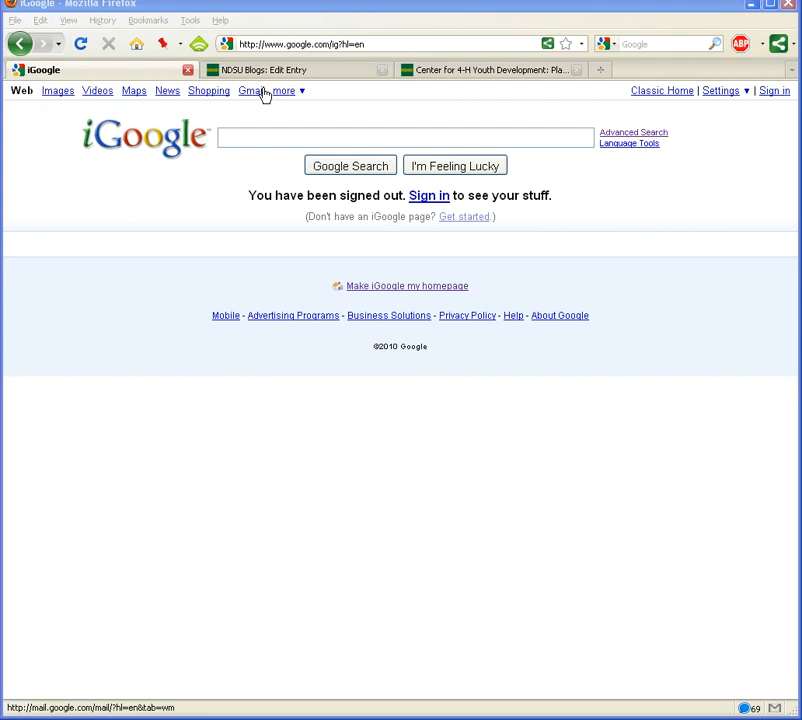 iGoogle - Mozilla Firefox
File Edit View History Bookmarks Tools Help
http://www.google.com/ig?hl=en
Google
ABP
iGoogle
NDSU Blogs: Edit Entry
Center for 4-H Youth Development: Pla...
Web Images Videos Maps News Shopping Gmail more ▼
Classic Home | Settings ▼ | Sign in
iGoogle™
Advanced Search
Language Tools
Google Search
I'm Feeling Lucky
You have been signed out. Sign in to see your stuff.
(Don't have an iGoogle page? Get started.)
Make iGoogle my homepage
Mobile - Advertising Programs - Business Solutions - Privacy Policy - Help - About Google
©2010 Google
http://mail.google.com/mail/?hl=en&tab=wm
69